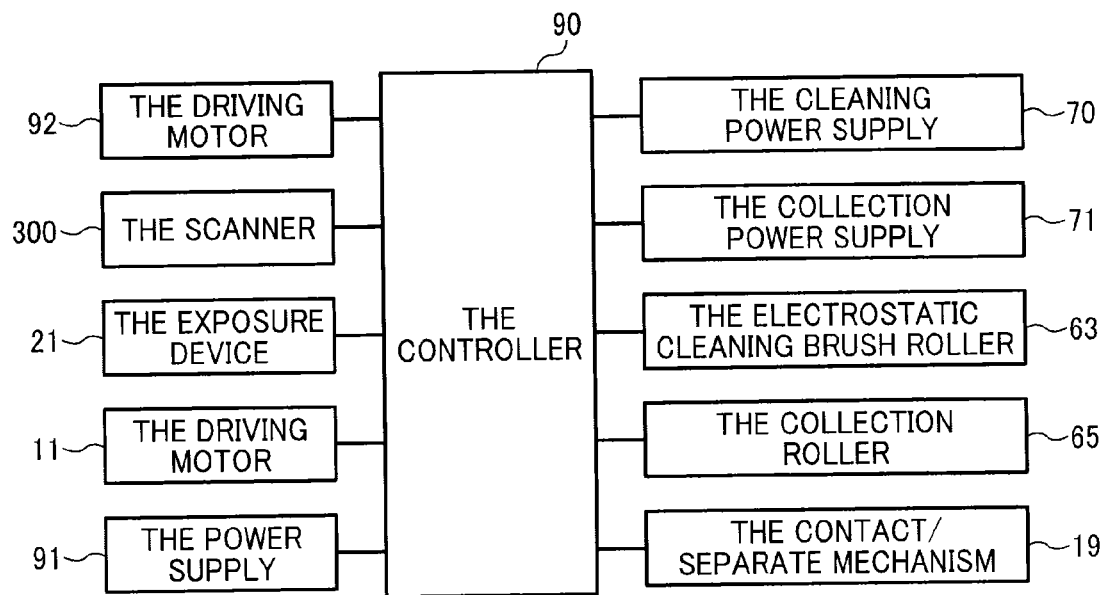 90
92
THE DRIVING
MOTOR
300
THE SCANNER
21
THE EXPOSURE
DEVICE
11
THE DRIVING
MOTOR
91
THE POWER
SUPPLY
THE
CONTROLLER
THE CLEANING
POWER SUPPLY
70
THE COLLECTION
POWER SUPPLY
71
THE ELECTROSTATIC
CLEANING BRUSH ROLLER
63
THE COLLECTION
ROLLER
65
THE CONTACT/
SEPARATE MECHANISM
19